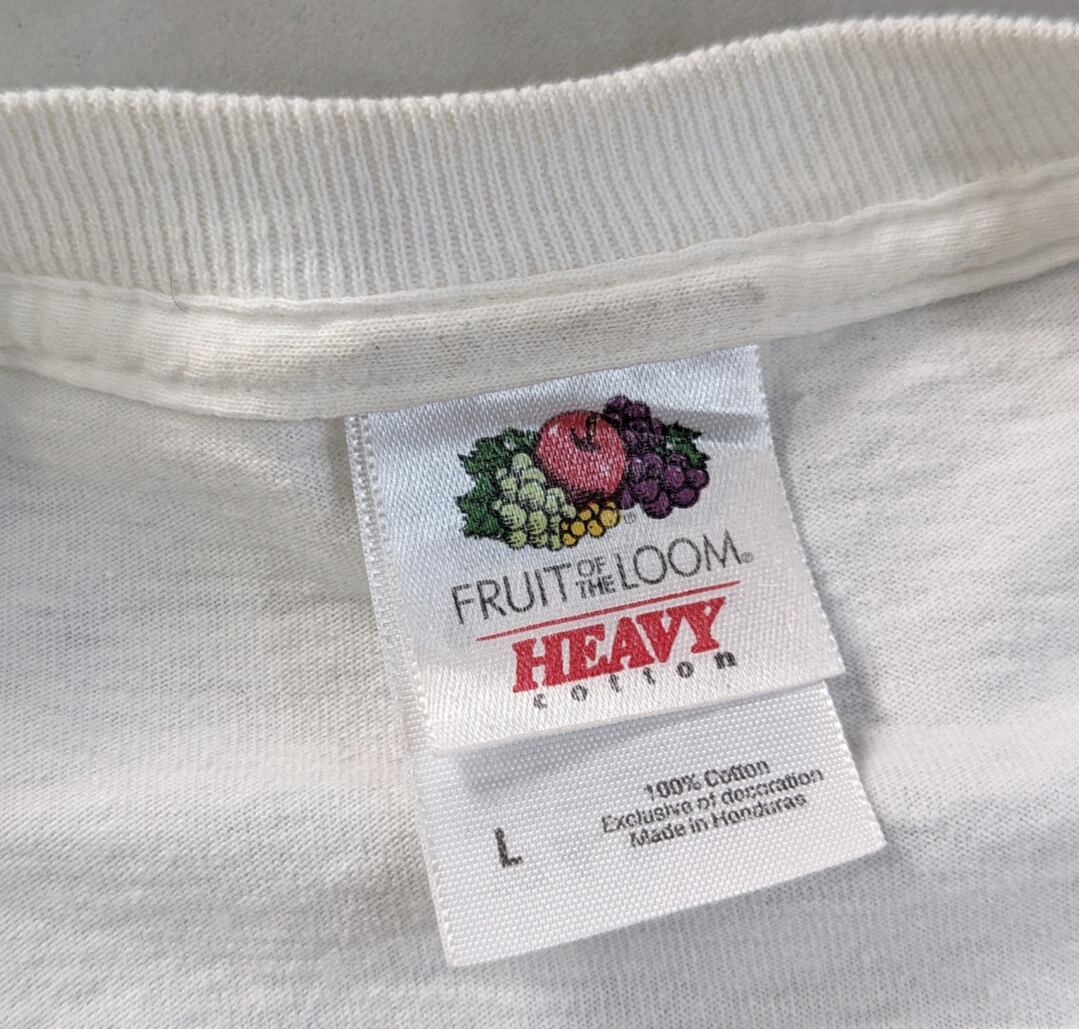 FRUIT OF THE LOOM®
HEAVY
cotton
L
100% Cotton
Exclusive of decoration
Made in Honduras